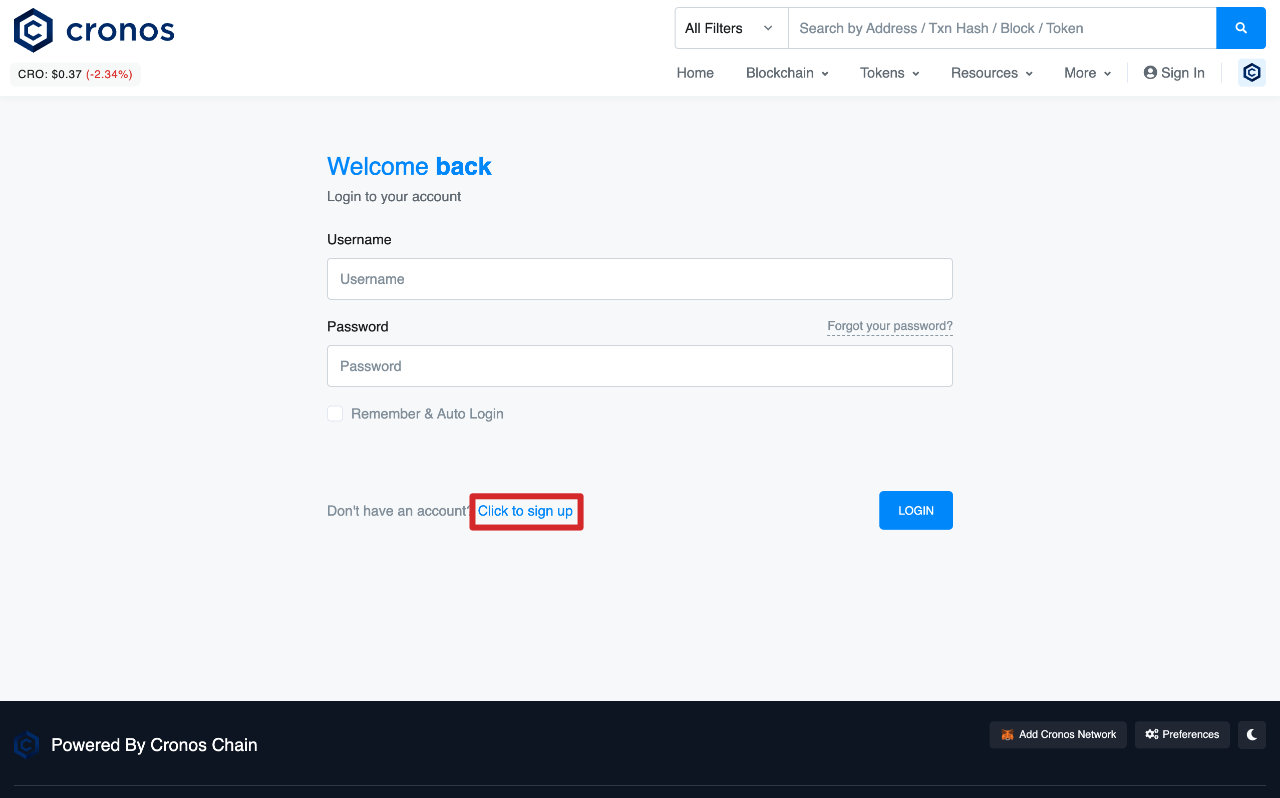 cronos
All Filters
Search by Address / Txn Hash / Block / Token
CRO: $0.37 (-2.34%)
Home Blockchain Tokens Resources More Sign In
Welcome back
Login to your account
Username
Username
Password Forgot your password?
Password
Remember & Auto Login
Don't have an account? Click to sign up LOGIN
Powered By Cronos Chain
Add Cronos Network
Preferences